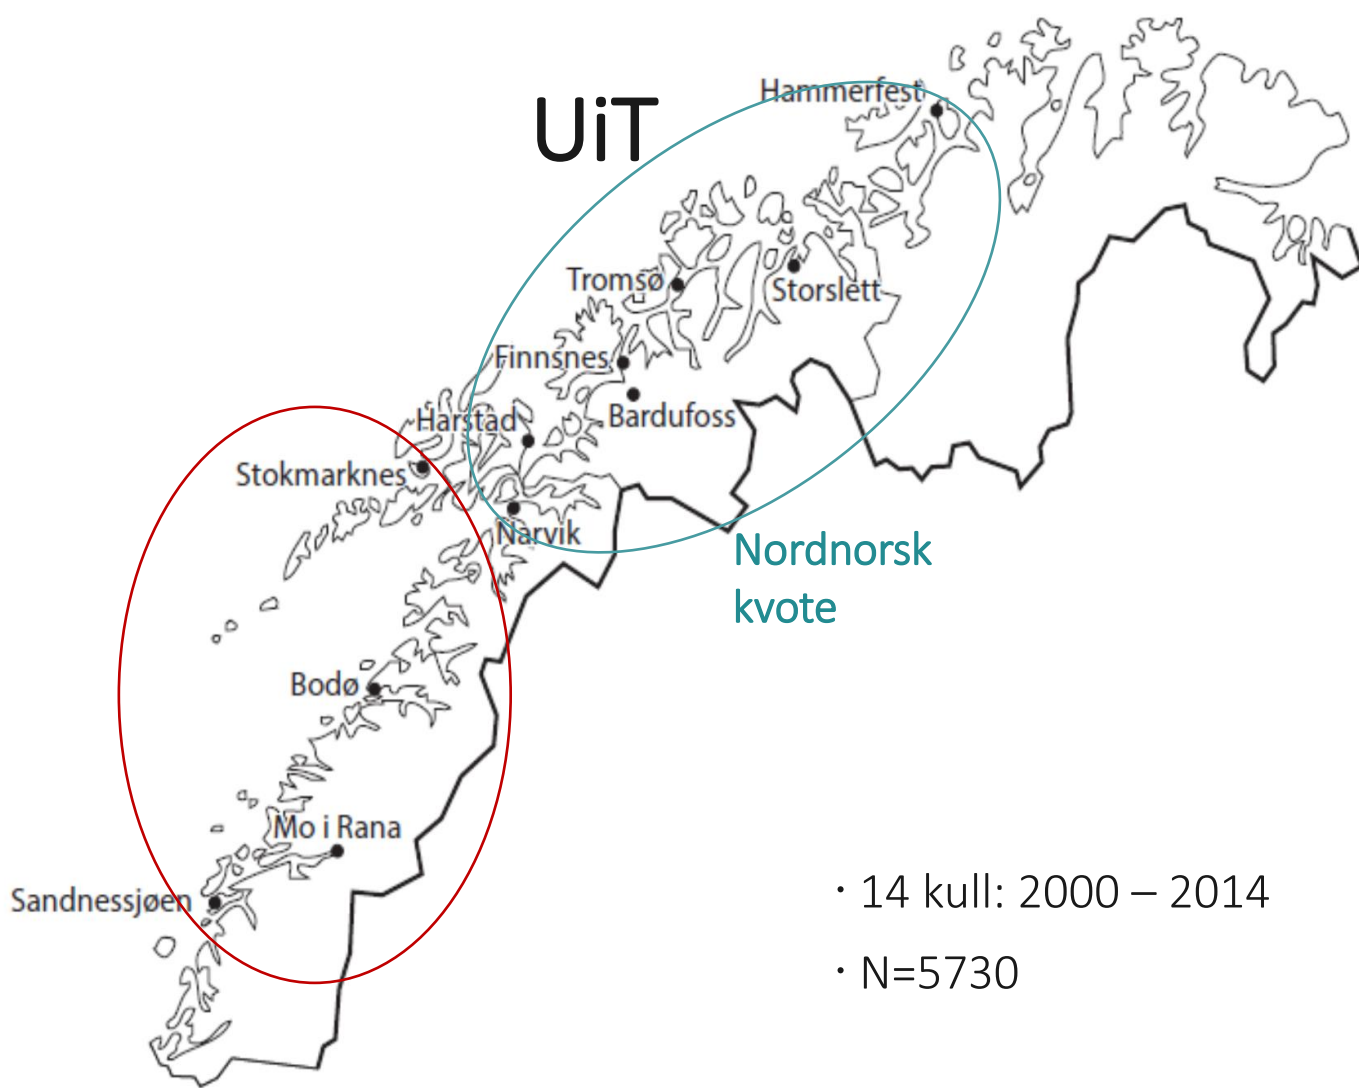 UiT
Hammerfest
Tromsø
Storslett
Finnsnes
Bardufoss
Harstad
Stokmarknes
Narvik
Nordnorsk
kvote
Bodø
Mo i Rana
Sandnessjøen
· 14 kull: 2000 – 2014
· N=5730